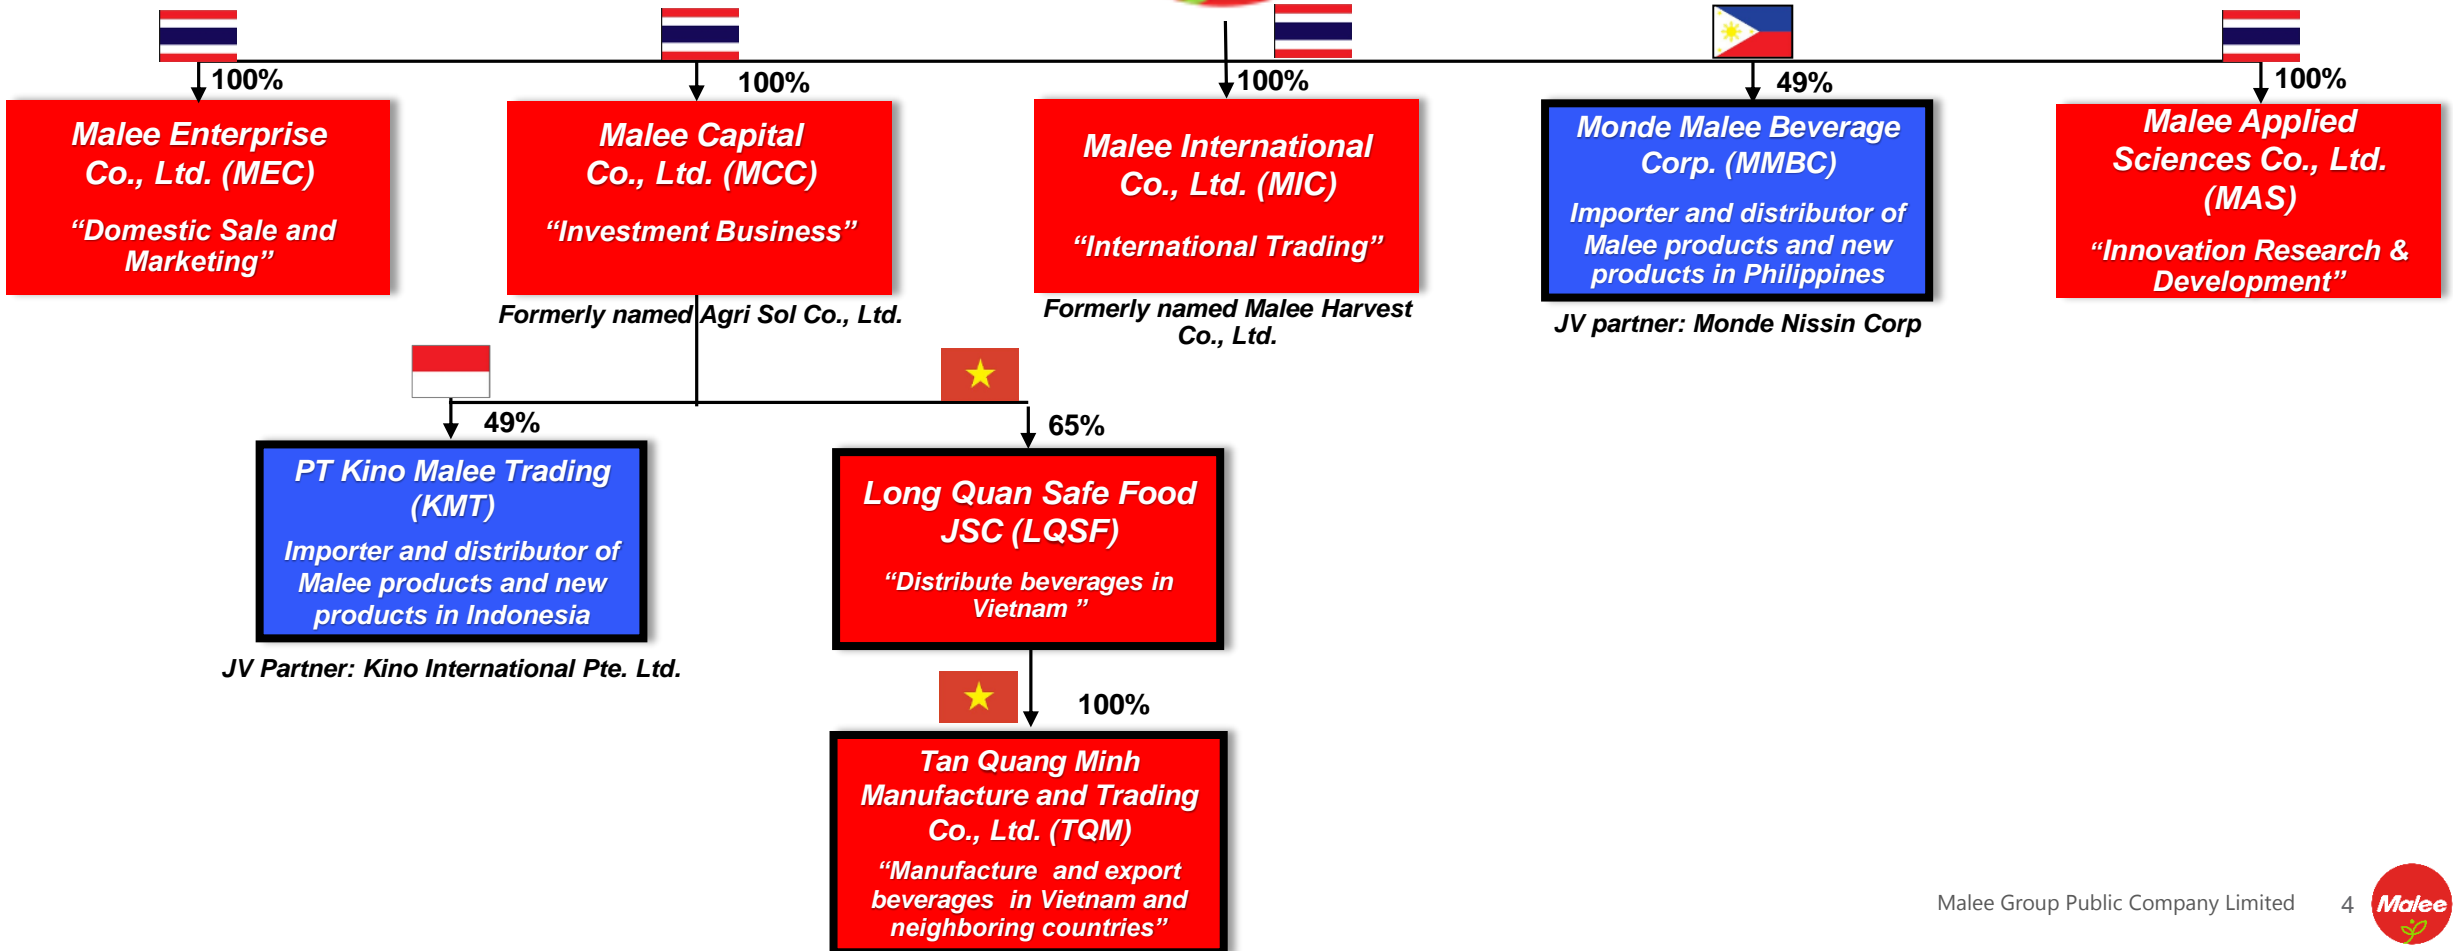 100%
100%
100%
49%
100%
Malee Enterprise
Co., Ltd. (MEC)
“Domestic Sale and
Marketing”
Malee Capital
Co., Ltd. (MCC)
“Investment Business”
Formerly named Agri Sol Co., Ltd.
Malee International
Co., Ltd. (MIC)
“International Trading”
Formerly named Malee Harvest
Co., Ltd.
Monde Malee Beverage
Corp. (MMBC)
Importer and distributor of
Malee products and new
products in Philippines
JV partner: Monde Nissin Corp
Malee Applied
Sciences Co., Ltd.
(MAS)
“Innovation Research &
Development”
49%
65%
PT Kino Malee Trading
(KMT)
Importer and distributor of
Malee products and new
products in Indonesia
JV Partner: Kino International Pte. Ltd.
Long Quan Safe Food
JSC (LQSF)
“Distribute beverages in
Vietnam ”
100%
Tan Quang Minh
Manufacture and Trading
Co., Ltd. (TQM)
“Manufacture  and export
beverages  in Vietnam and
neighboring countries”
Malee Group Public Company Limited 4
Malee